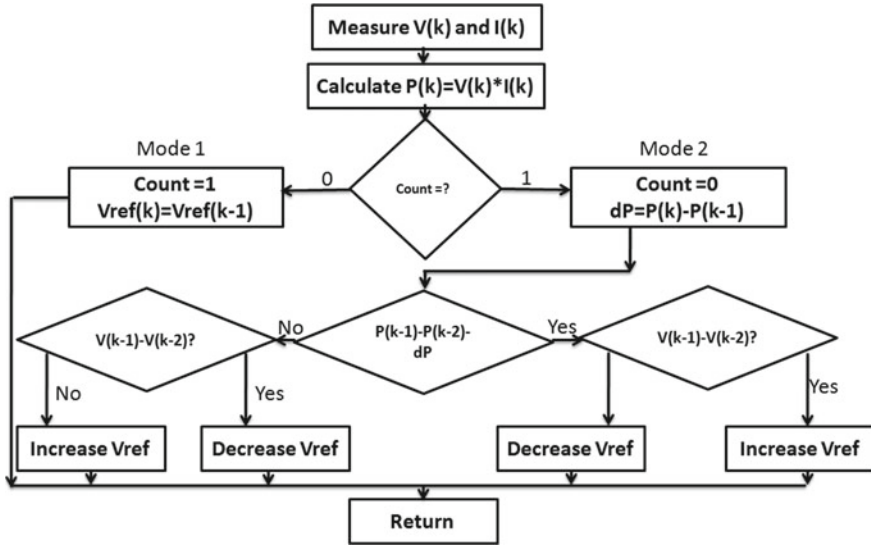 Measure V(k) and I(k)
Calculate P(k)=V(k)*I(k)
Mode 1
Mode 2
Count =1
Vref(k)=Vref(k-1)
0
Count =?
1
Count =0
dP=P(k)-P(k-1)
V(k-1)-V(k-2)?
No
P(k-1)-P(k-2)-
dP
Yes
V(k-1)-V(k-2)?
No
Yes
Yes
Increase Vref
Decrease Vref
Decrease Vref
Increase Vref
Return